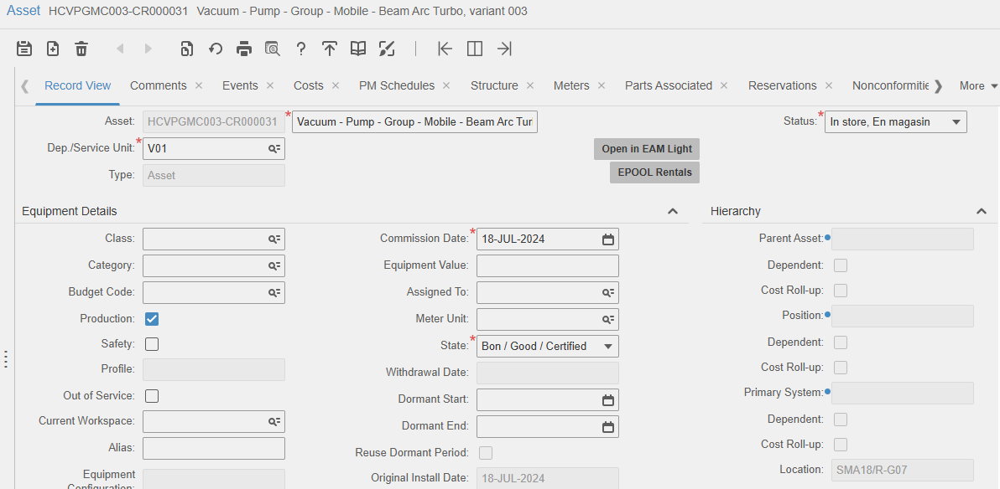 Asset HCVPGMC003-CR000031 Vacuum - Pump - Group - Mobile - Beam Arc Turbo, variant 003
Record View Comments × Events × Costs × PM Schedules × Structure × Meters × Parts Associated × Reservations × Nonconformitie More
Asset: HCVPGMC003-CR000031 * Vacuum - Pump - Group - Mobile - Beam Arc Tur Status: * In store, En magasin
Dep./Service Unit: * V01 Open in EAM Light
Type: Asset EPOOL Rentals
Equipment Details Hierarchy
Class: Commission Date: * 18-JUL-2024 Parent Asset:
Category: Equipment Value: Dependent:
Budget Code: Assigned To: Cost Roll-up:
Production: Meter Unit: Position:
Safety: State: * Bon / Good / Certified Dependent:
Profile: Withdrawal Date: Cost Roll-up:
Out of Service: Dormant Start: Primary System:
Current Workspace: Dormant End: Dependent:
Alias: Reuse Dormant Period: Cost Roll-up:
Equipment Original Install Date: 18-JUL-2024 Location: SMA18/R-G07
Configuration: